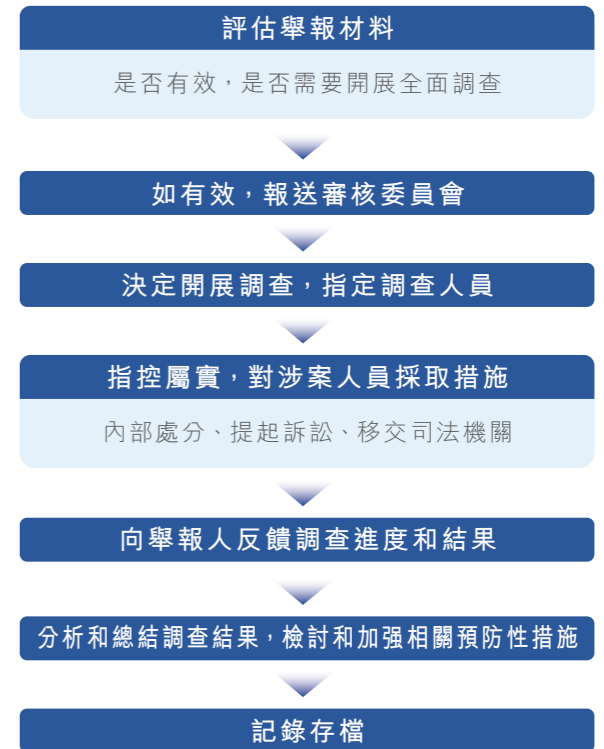 評估舉報材料
是否有效，是否需要開展全面調查
如有效，報送審核委員會
決定開展調查，指定調查人員
指控屬實，對涉案人員採取措施
內部處分、提起訴訟、移交司法機關
向舉報人反饋調查進度和結果
分析和總結調查結果，檢討和加强相關預防性措施
記錄存檔